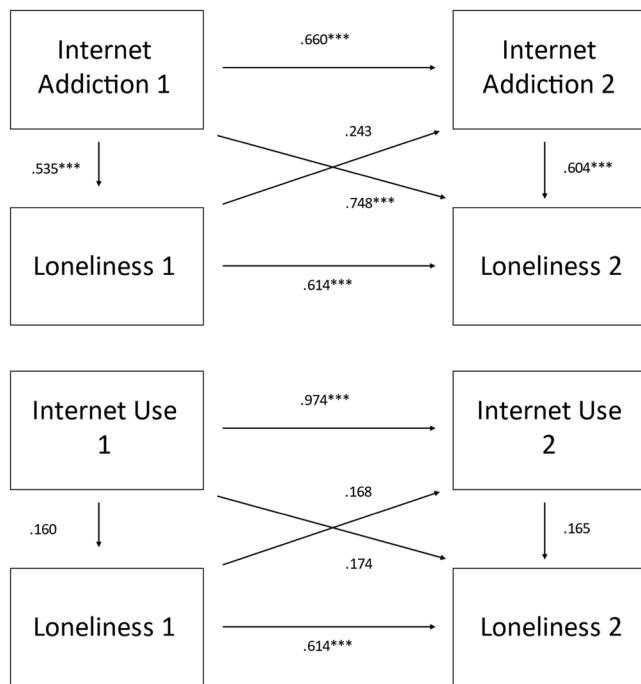 Internet
Addiction 1
.660***
Internet
Addiction 2
.243
.535***
.604***
.748***
Loneliness 1
Loneliness 2
.614***
Internet Use
1
.974***
Internet Use
2
.168
.160
.165
.174
Loneliness 1
Loneliness 2
.614***